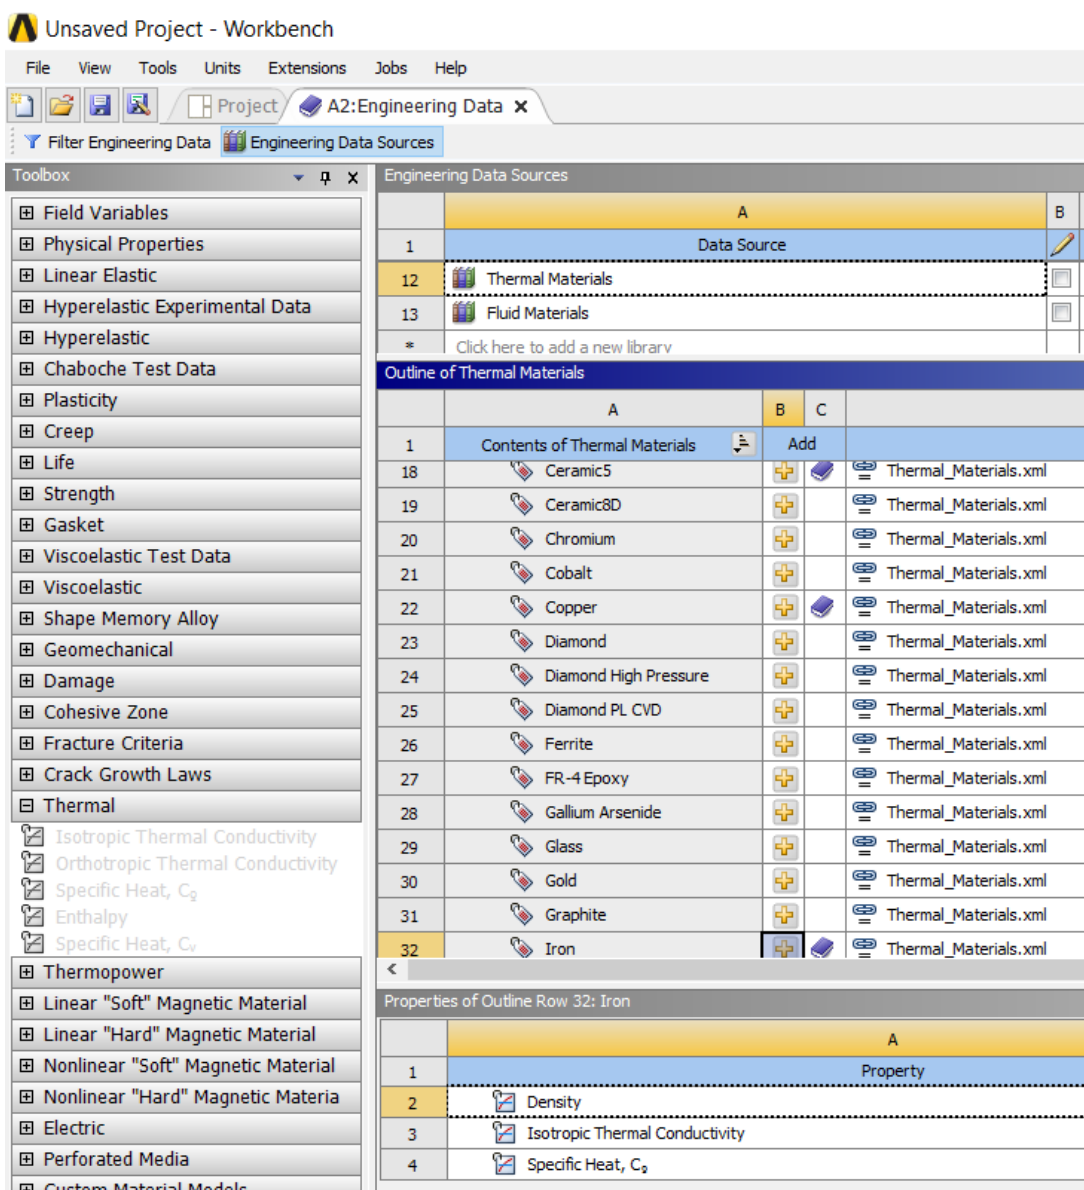 Unsaved Project - Workbench
File View Tools Units Extensions Jobs Help
Project A2:Engineering Data
Filter Engineering Data Engineering Data Sources
Toolbox
Field Variables
Physical Properties
Linear Elastic
Hyperelastic Experimental Data
Hyperelastic
Chaboche Test Data
Plasticity
Creep
Life
Strength
Gasket
Viscoelastic Test Data
Viscoelastic
Shape Memory Alloy
Geomechanical
Damage
Cohesive Zone
Fracture Criteria
Crack Growth Laws
Thermal
Isotropic Thermal Conductivity
Orthotropic Thermal Conductivity
Specific Heat, Cₚ
Enthalpy
Specific Heat, Cᵥ
Thermopower
Linear "Soft" Magnetic Material
Linear "Hard" Magnetic Material
Nonlinear "Soft" Magnetic Material
Nonlinear "Hard" Magnetic Materia
Electric
Perforated Media
Custom Material Models
Engineering Data Sources
A B
1 Data Source
12 Thermal Materials
13 Fluid Materials
* Click here to add a new library
Outline of Thermal Materials
A B C
1 Contents of Thermal Materials Add
18 Ceramic5 Thermal_Materials.xml
19 Ceramic8D Thermal_Materials.xml
20 Chromium Thermal_Materials.xml
21 Cobalt Thermal_Materials.xml
22 Copper Thermal_Materials.xml
23 Diamond Thermal_Materials.xml
24 Diamond High Pressure Thermal_Materials.xml
25 Diamond PL CVD Thermal_Materials.xml
26 Ferrite Thermal_Materials.xml
27 FR-4 Epoxy Thermal_Materials.xml
28 Gallium Arsenide Thermal_Materials.xml
29 Glass Thermal_Materials.xml
30 Gold Thermal_Materials.xml
31 Graphite Thermal_Materials.xml
32 Iron Thermal_Materials.xml
Properties of Outline Row 32: Iron
A
1 Property
2 Density
3 Isotropic Thermal Conductivity
4 Specific Heat, Cₚ